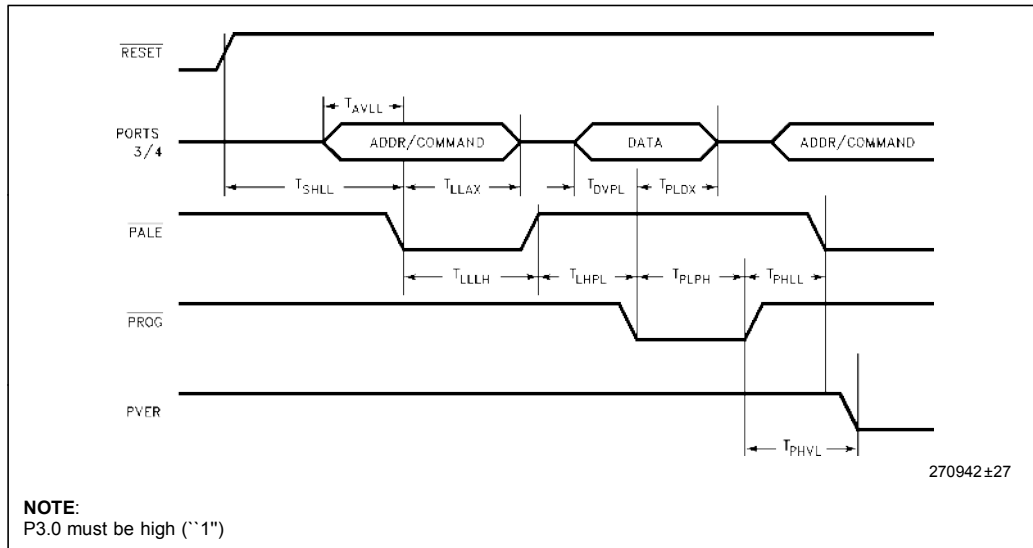 RESET
T_AVLL
PORTS 3/4
ADDR/COMMAND DATA ADDR/COMMAND
T_SHLL T_LLAX T_DVPL T_PLDX
PALE
T_LLLH T_LHPL T_PLPH T_PHLL
PROG
PVER
T_PHVL
270942±27
NOTE:
P3.0 must be high (``1'')